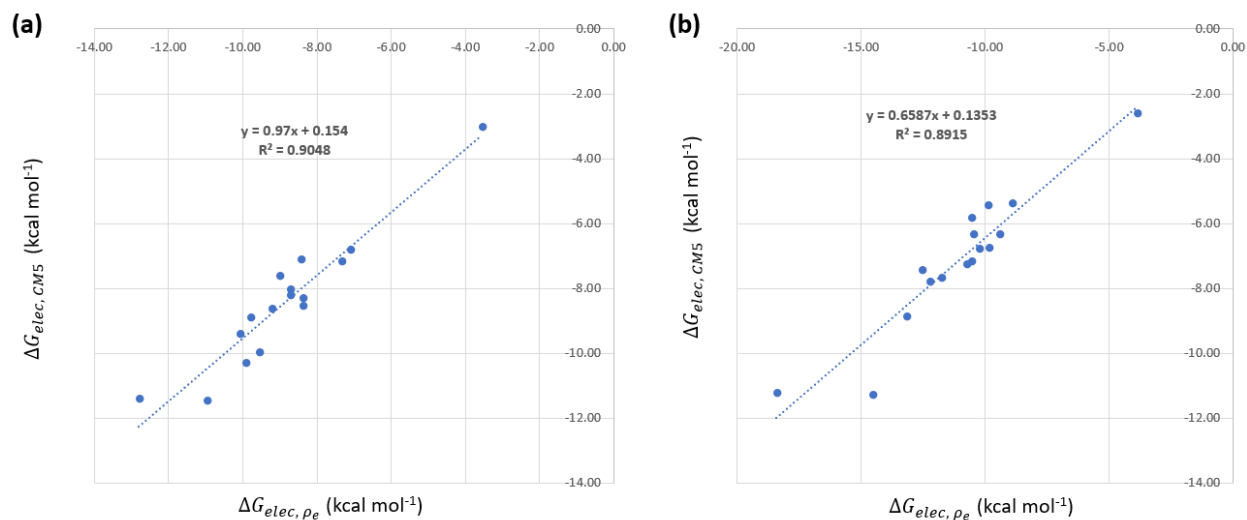 (a)
-14.00 -12.00 -10.00 -8.00 -6.00 -4.00 -2.00 0.00
0.00
-2.00
-4.00
-6.00
-8.00
-10.00
-12.00
-14.00
y = 0.97x + 0.154
R² = 0.9048
ΔG_elec, CM5 (kcal mol⁻¹)
ΔG_elec, ρₑ (kcal mol⁻¹)
(b)
-20.00 -15.00 -10.00 -5.00 0.00
0.00
-2.00
-4.00
-6.00
-8.00
-10.00
-12.00
-14.00
y = 0.6587x + 0.1353
R² = 0.8915
ΔG_elec, CM5 (kcal mol⁻¹)
ΔG_elec, ρₑ (kcal mol⁻¹)